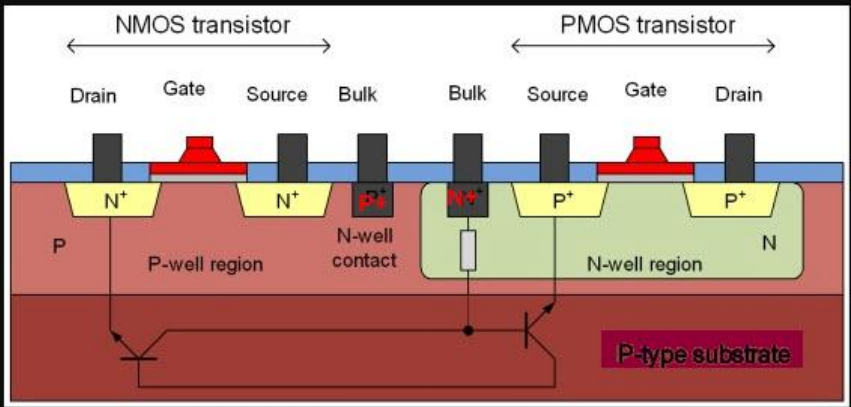 NMOS transistor
PMOS transistor
Drain
Gate
Source
Bulk
Bulk
Source
Gate
Drain
N+
N+
P+
N+
P+
P+
P
P-well region
N-well
contact
N-well region
N
P-type substrate